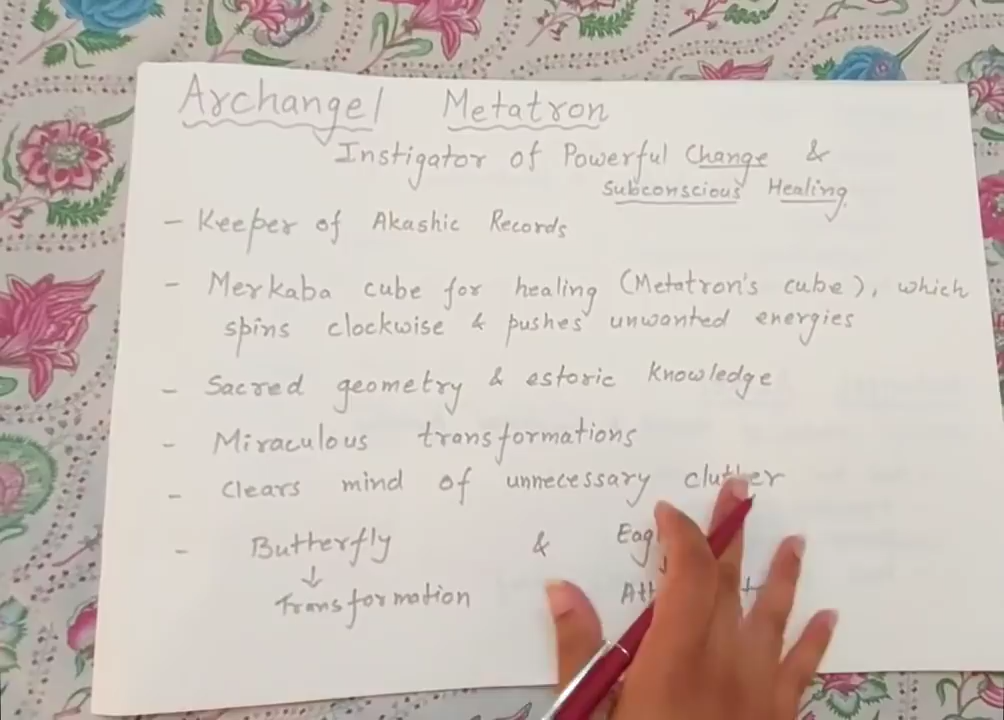 Archangel Metatron
Instigator of Powerful Change &
Subconscious Healing
- Keeper of Akashic Records
- Merkaba cube for healing (Metatron's cube), which
spins clockwise & pushes unwanted energies
- Sacred geometry & estoric Knowledge
- Miraculous transformations
- Clears mind of unnecessary clutter
- Butterfly &
↓
Transformation